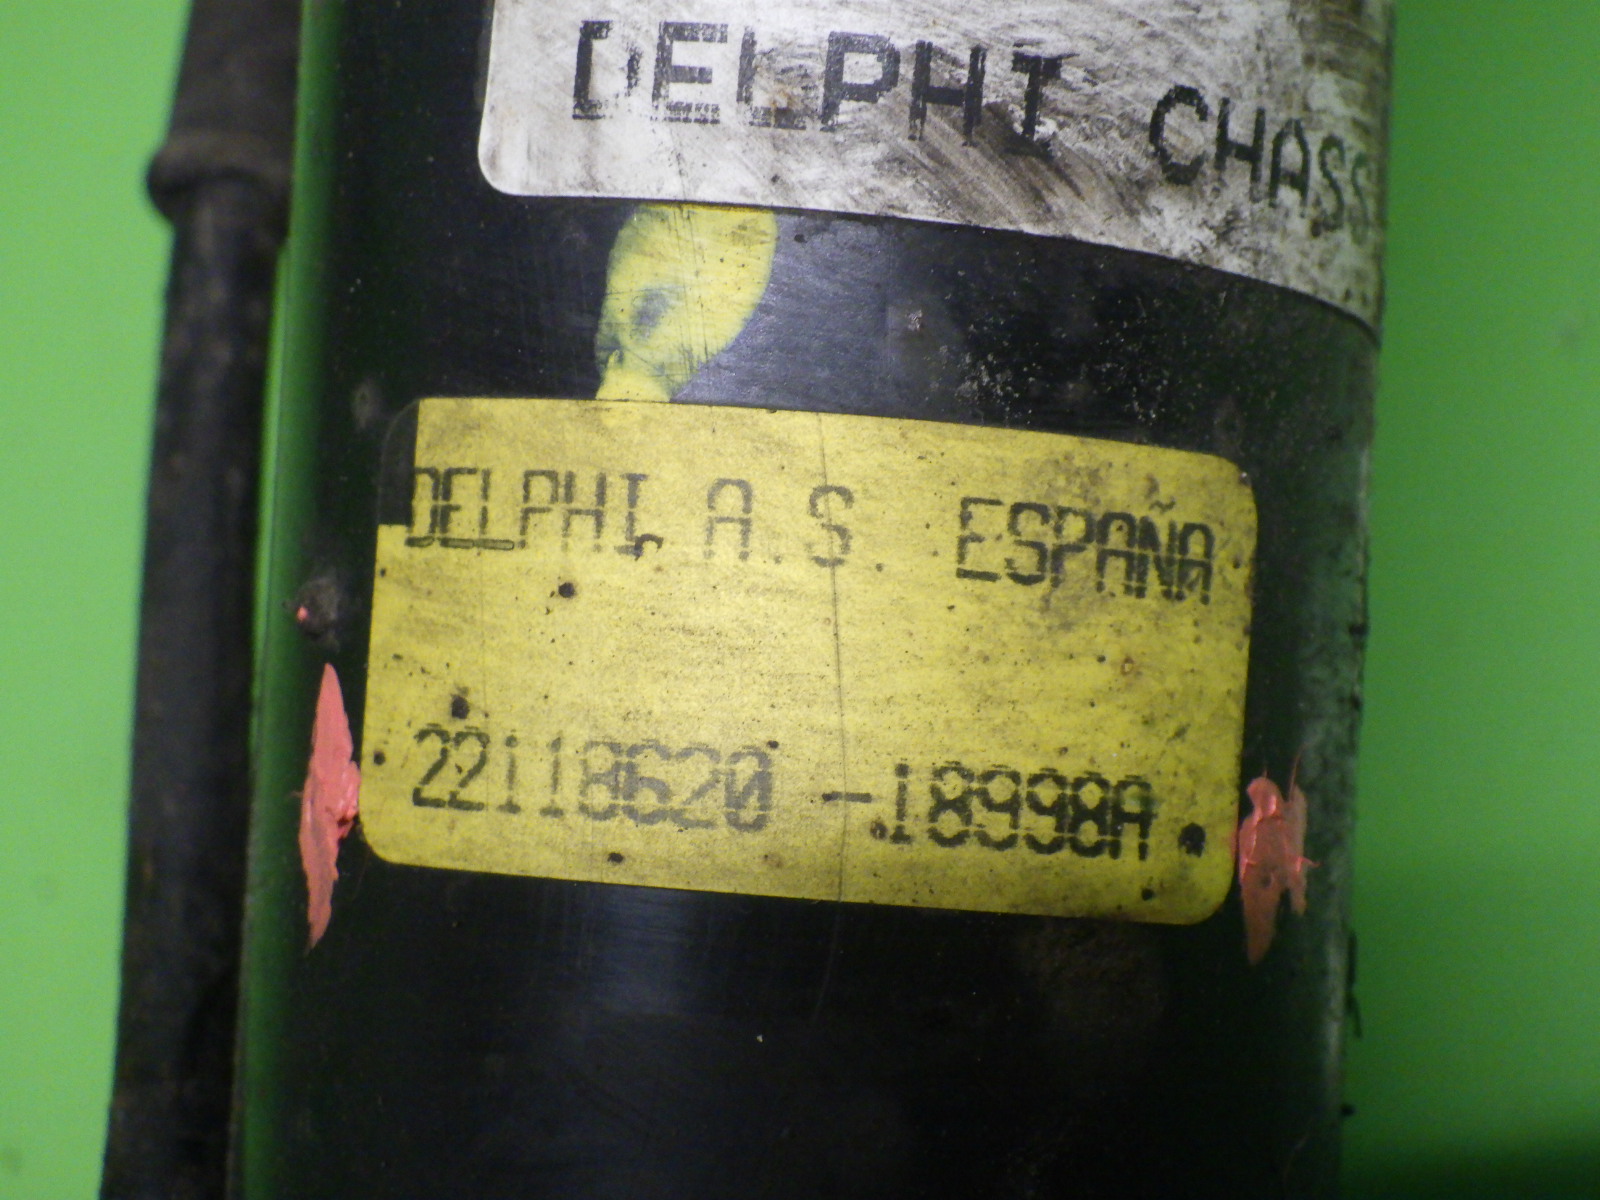 DELPHI CHASS
DELPHI A.S. ESPAÑA
22118620 -18998A